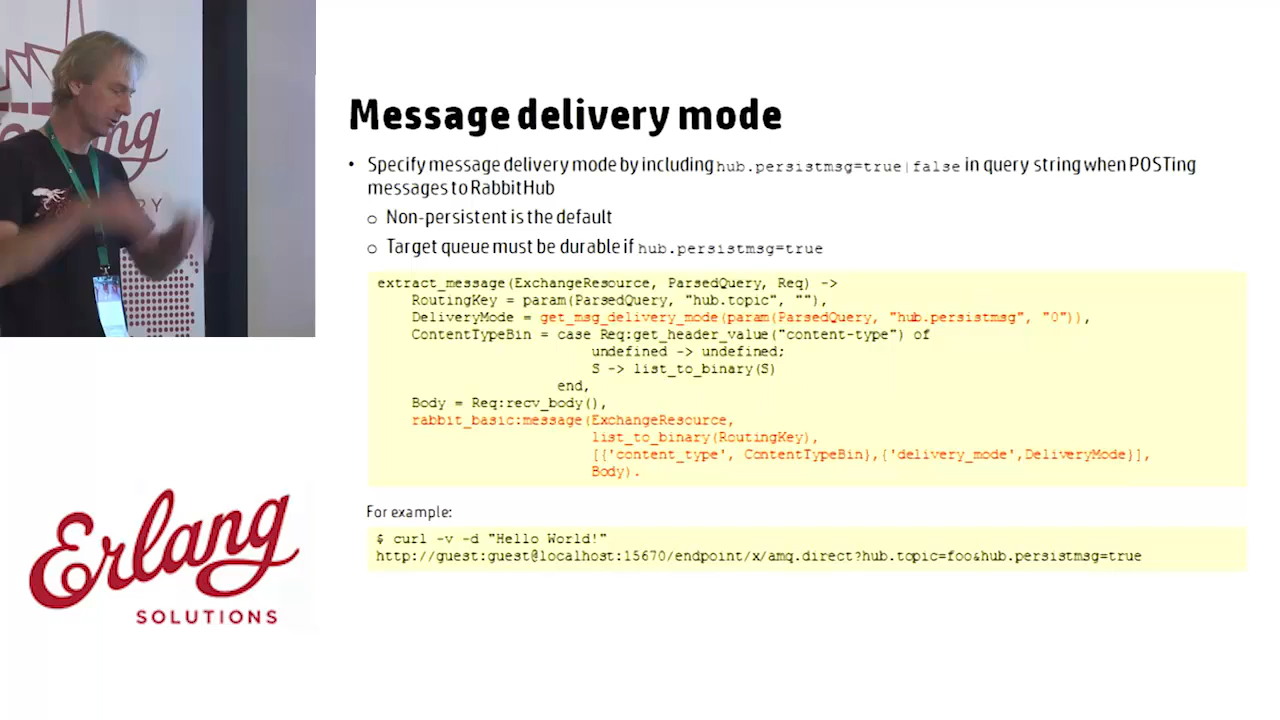 Message delivery mode
• Specify message delivery mode by including hub.persistmsg=true|false in query string when POSTing
messages to RabbitHub
o Non-persistent is the default
o Target queue must be durable if hub.persistmsg=true
extract_message(ExchangeResource, ParsedQuery, Req) ->
RoutingKey = param(ParsedQuery, "hub.topic", ""),
DeliveryMode = get_msg_delivery_mode(param(ParsedQuery, "hub.persistmsg", "0")),
ContentTypeBin = case Req:get_header_value("content-type") of
undefined -> undefined;
S -> list_to_binary(S)
end,
Body = Req:recv_body(),
rabbit_basic:message(ExchangeResource,
list_to_binary(RoutingKey),
[{'content_type', ContentTypeBin},{'delivery_mode',DeliveryMode}],
Body).
For example:
$ curl -v -d "Hello World!"
http://guest:guest@localhost:15670/endpoint/x/amq.direct?hub.topic=foo&hub.persistmsg=true
Erlang
SOLUTIONS